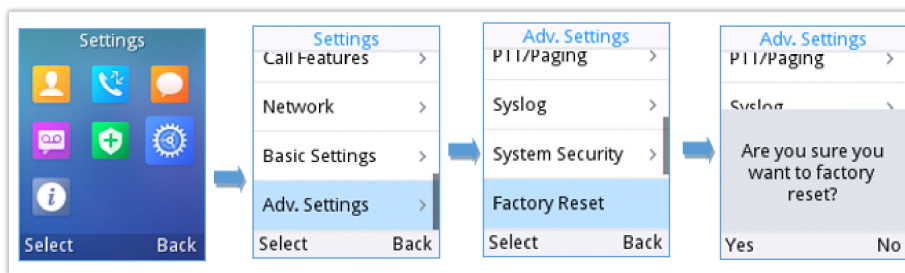 Settings
Select Back
Settings
Call Features
Network
Basic Settings
Adv. Settings
Select Back
Adv. Settings
PTT/Paging
Syslog
System Security
Factory Reset
Select Back
Adv. Settings
PTT/Paging
Syslog
Are you sure you
want to factory
reset?
Yes No